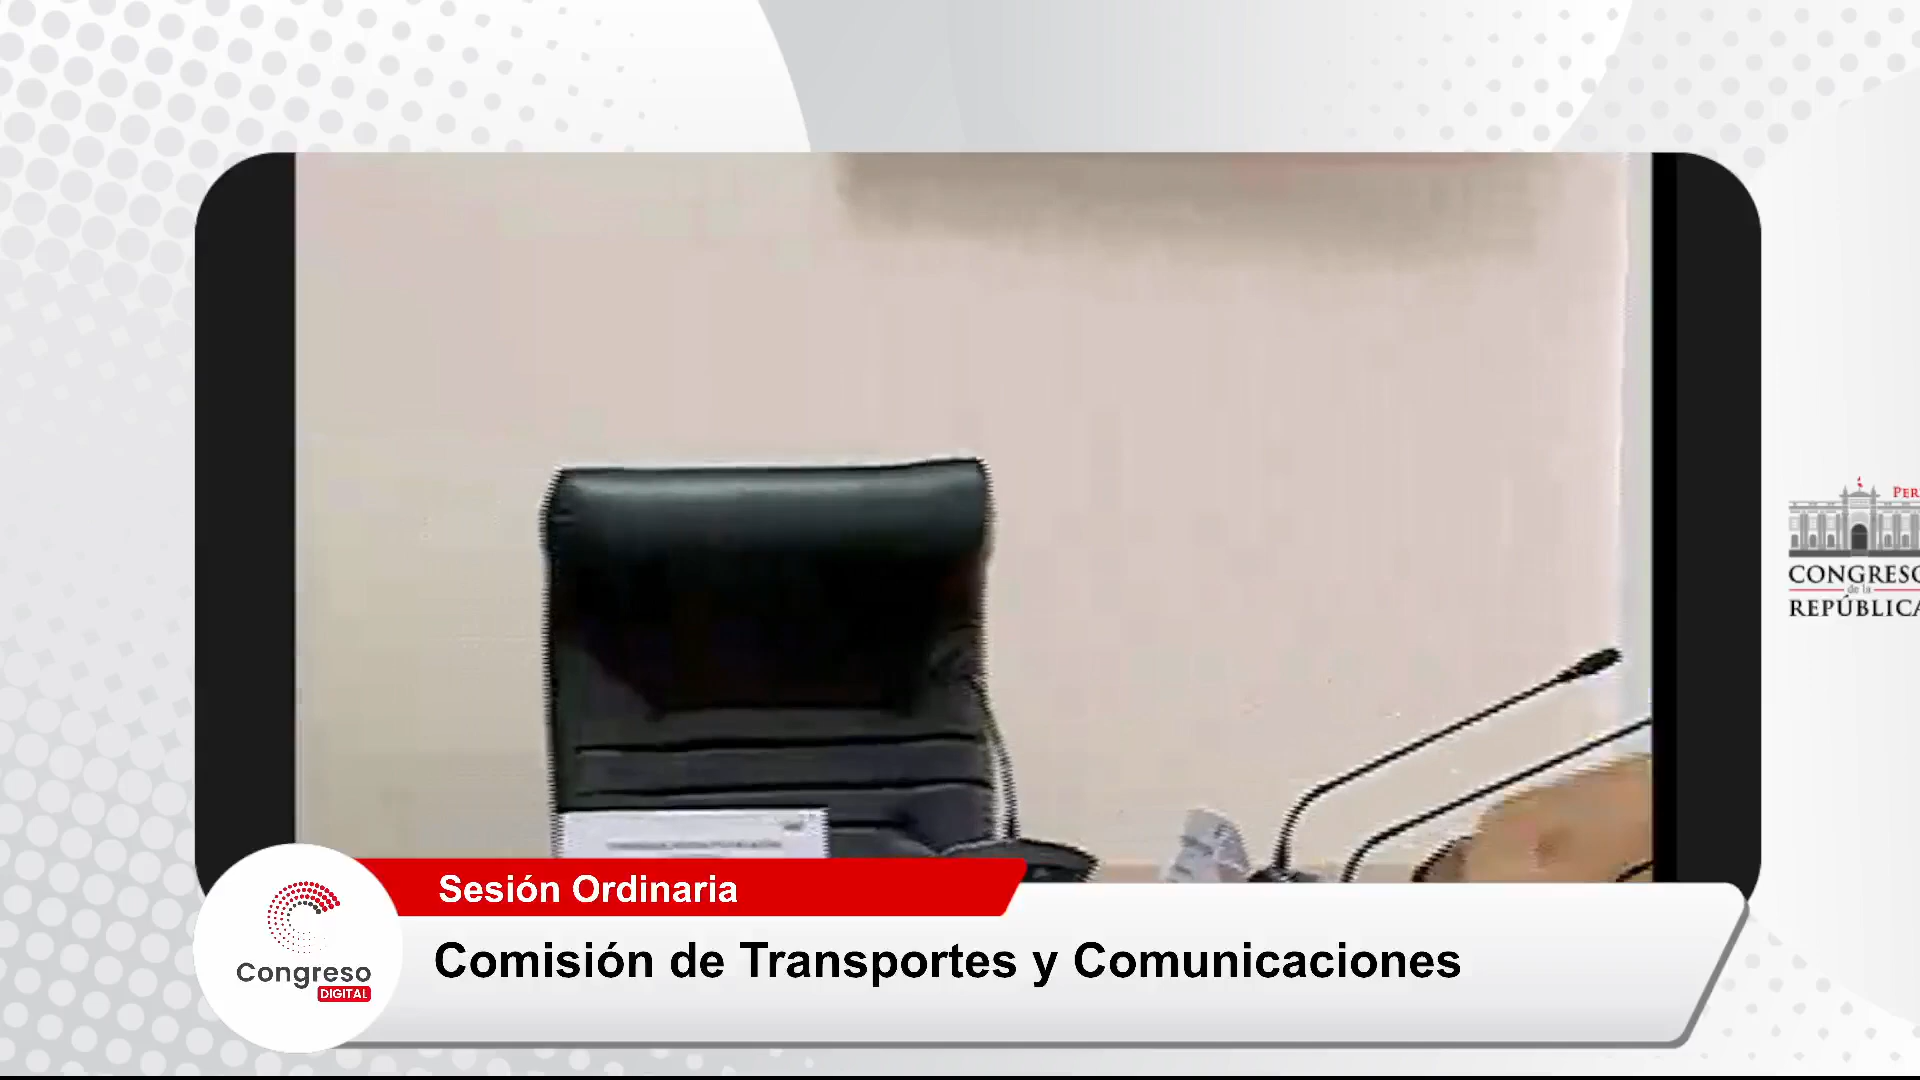 PER
CONGRESO
de la
REPÚBLICA
Sesión Ordinaria
Comisión de Transportes y Comunicaciones
Congreso
DIGITAL